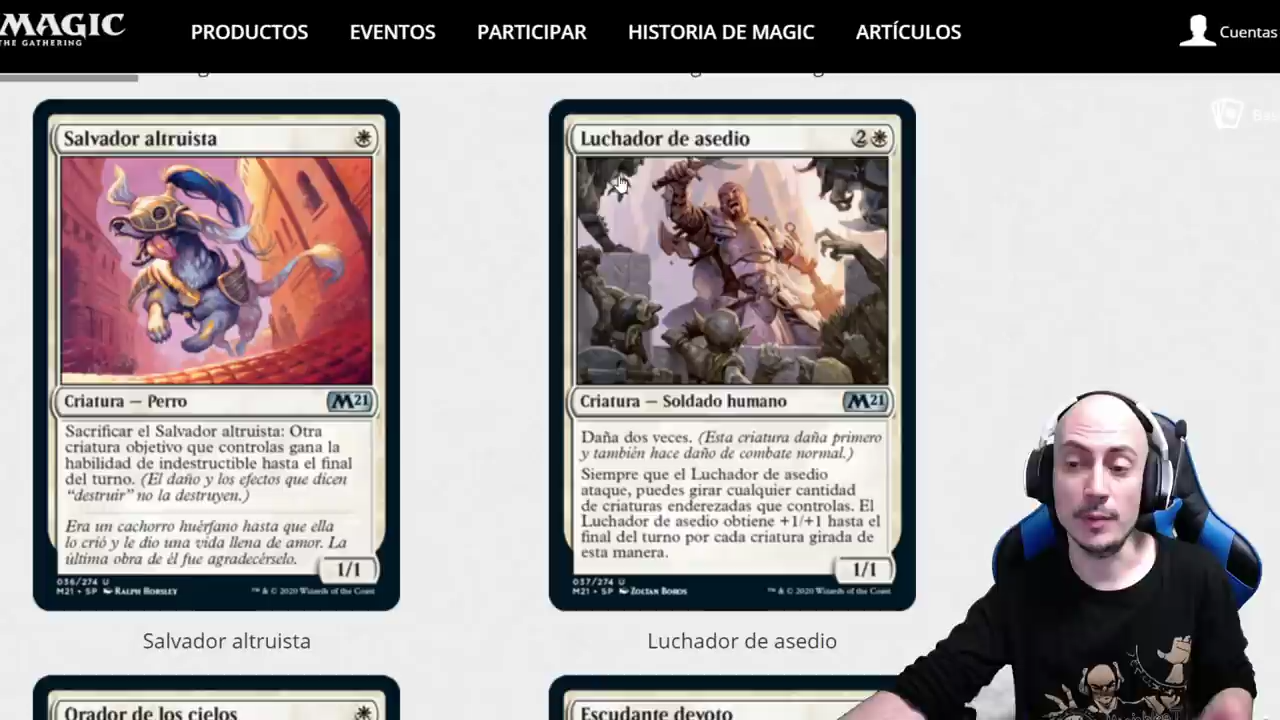 MAGIC
THE GATHERING
PRODUCTOS
EVENTOS
PARTICIPAR
HISTORIA DE MAGIC
ARTÍCULOS
Cuentas
Salvador altruista
Criatura — Perro
M21
Sacrificar el Salvador altruista: Otra
criatura objetivo que controlas gana la
habilidad de indestructible hasta el final
del turno. (El daño y los efectos que dicen
“destruir” no la destruyen.)
Era un cachorro huérfano hasta que ella
lo crió y le dio una vida llena de amor. La
última obra de él fue agradecérselo.
1/1
036/274 U
M21 • SP RALPH HORSLEY
™ & © 2020 Wizards of the Coast
Salvador altruista
Luchador de asedio
2
Criatura — Soldado humano
M21
Daña dos veces. (Esta criatura daña primero
y también hace daño de combate normal.)
Siempre que el Luchador de asedio
ataque, puedes girar cualquier cantidad
de criaturas enderezadas que controlas. El
Luchador de asedio obtiene +1/+1 hasta el
final del turno por cada criatura girada de
esta manera.
1/1
037/274 U
M21 • SP ZOLTAN BOROS
™ & © 2020 Wizards of the Coast
Luchador de asedio
Orador de los cielos
Escudante devoto